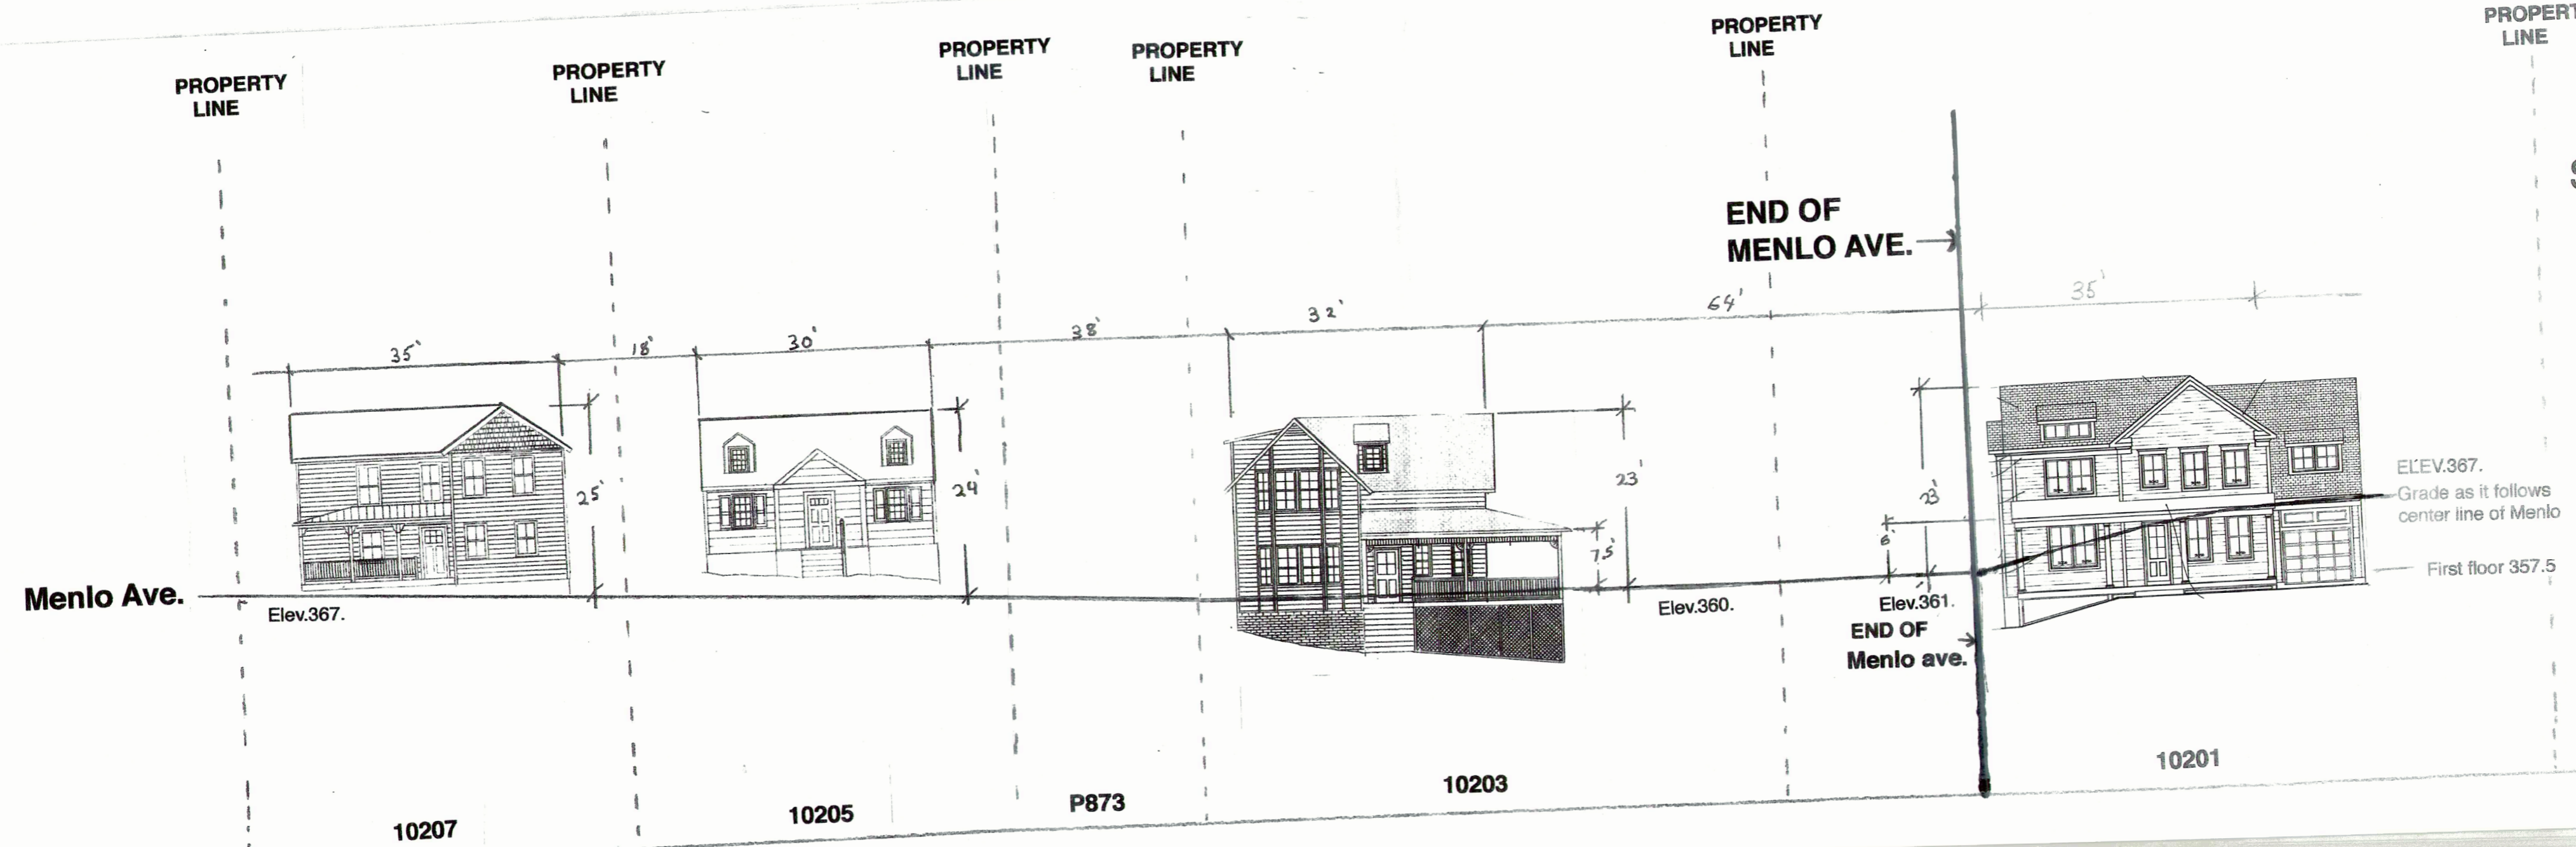 PROPERTY
LINE
PROPERTY
LINE
PROPERTY
LINE
PROPERTY
LINE
PROPERTY
LINE
PROPERT
LINE
END OF
MENLO AVE.
35'
18'
30'
38'
32'
64'
35'
25'
24'
23'
7.5'
23'
6'
ELEV.367.
Grade as it follows
center line of Menlo
First floor 357.5
Menlo Ave.
Elev.367.
Elev.360.
Elev.361.
END OF
Menlo ave.
10207
10205
P873
10203
10201